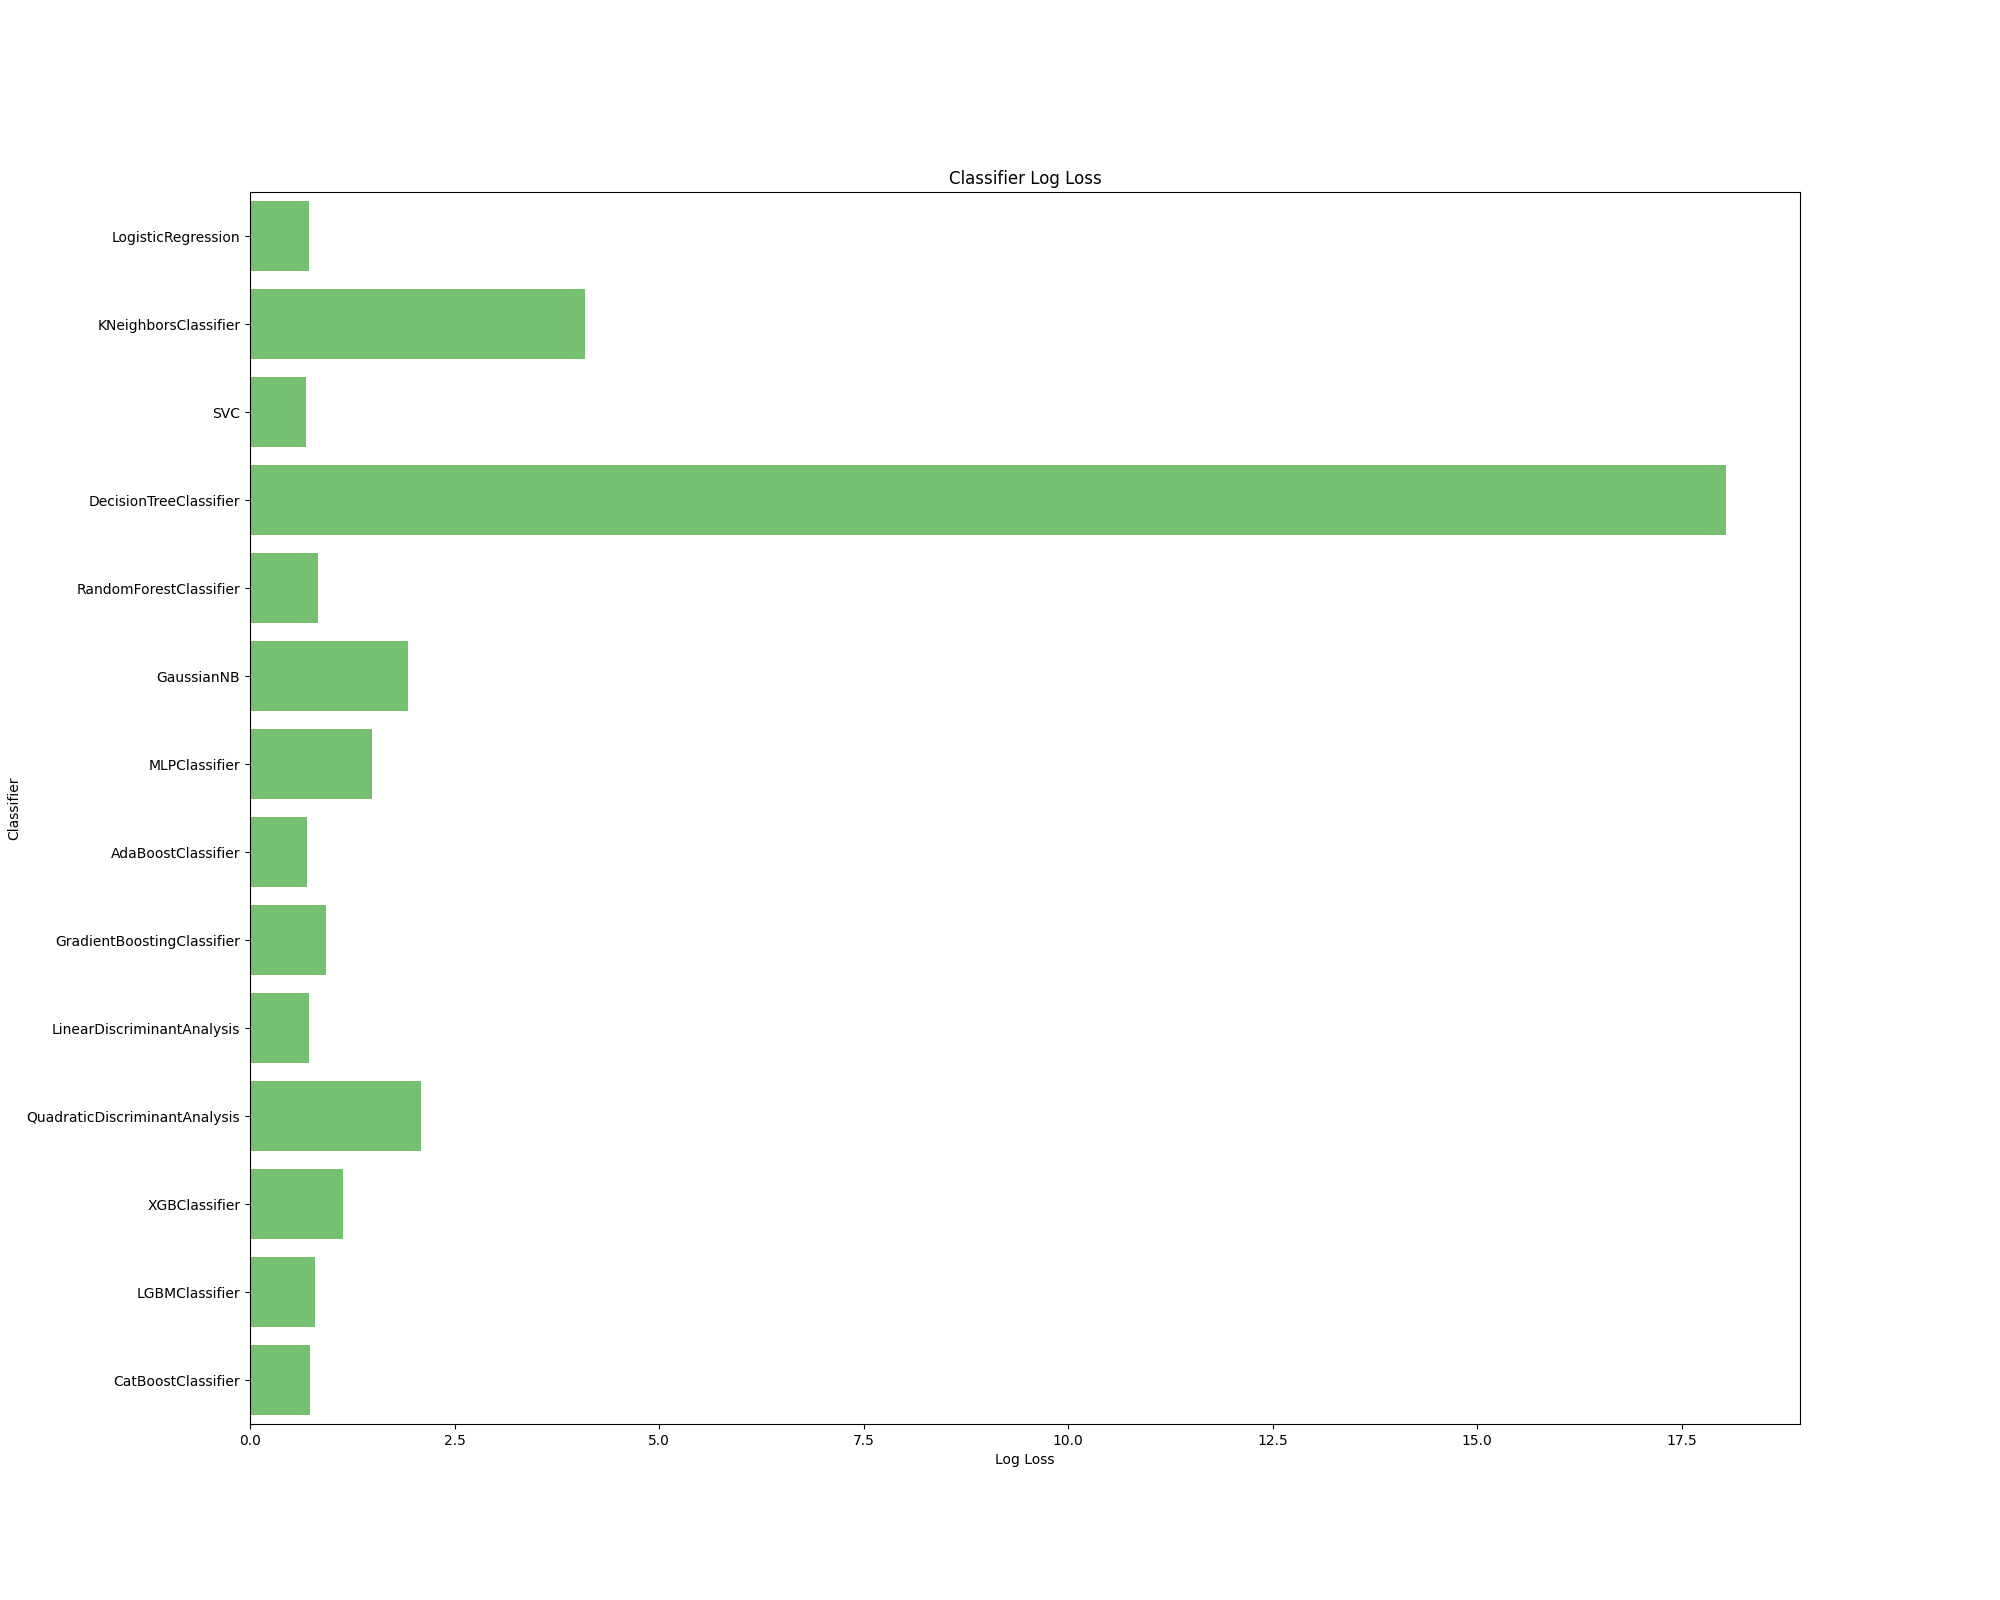 Classifier Log Loss
Classifier
LogisticRegression
KNeighborsClassifier
SVC
DecisionTreeClassifier
RandomForestClassifier
GaussianNB
MLPClassifier
AdaBoostClassifier
GradientBoostingClassifier
LinearDiscriminantAnalysis
QuadraticDiscriminantAnalysis
XGBClassifier
LGBMClassifier
CatBoostClassifier
0.0 2.5 5.0 7.5 10.0 12.5 15.0 17.5
Log Loss